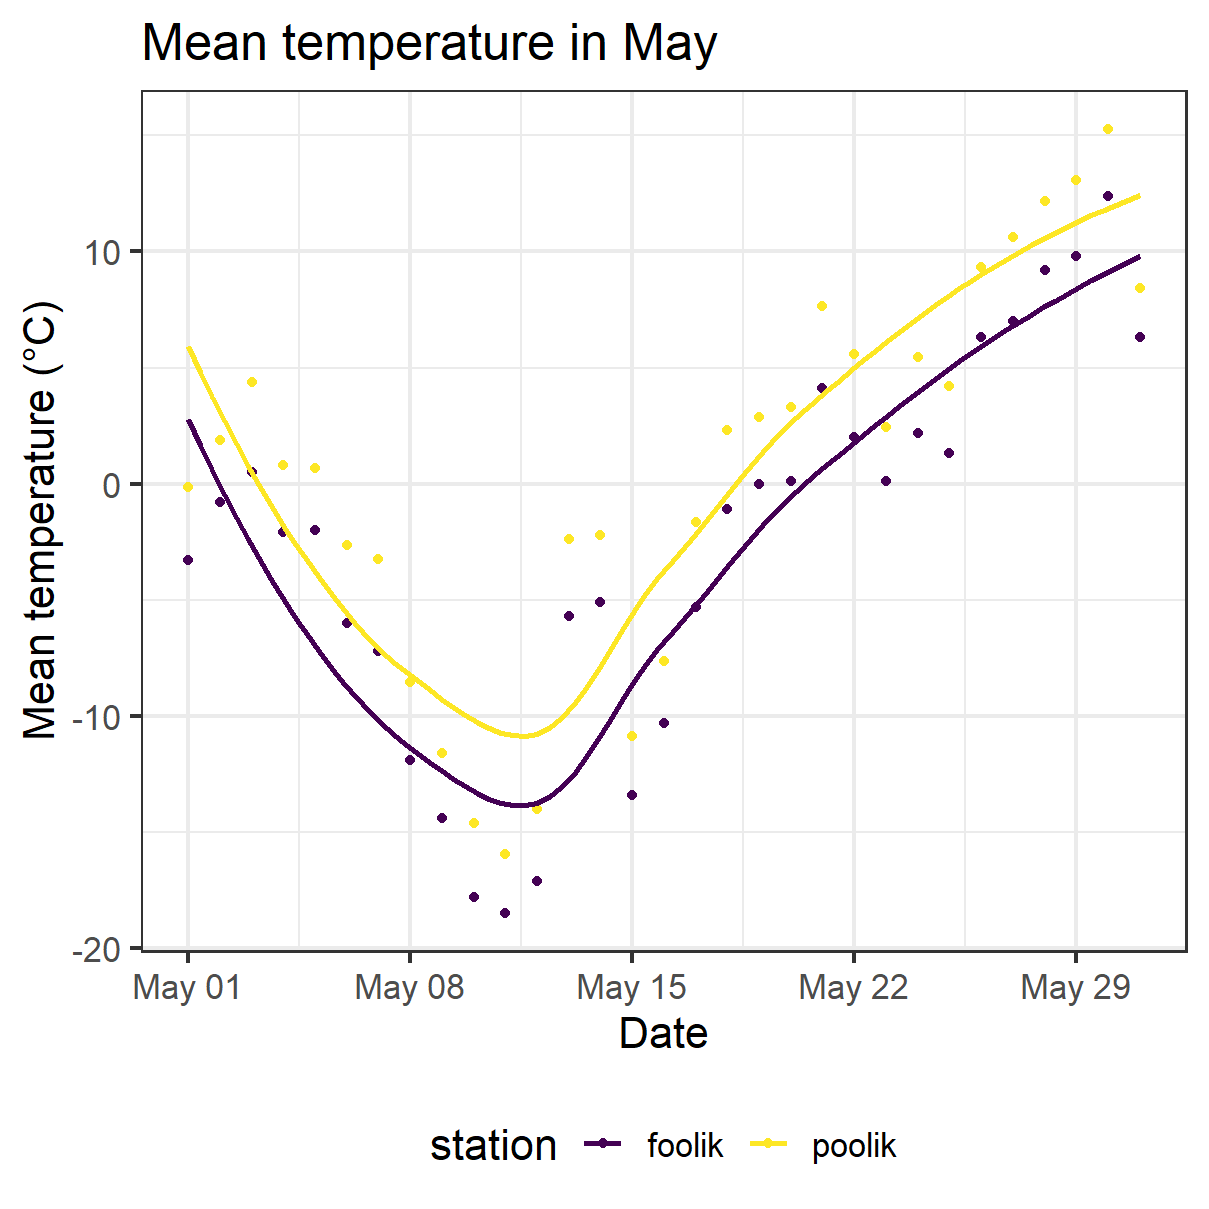 Mean temperature in May
Mean temperature (°C)
10
0
-10
-20
May 01 May 08 May 15 May 22 May 29
Date
station foolik poolik